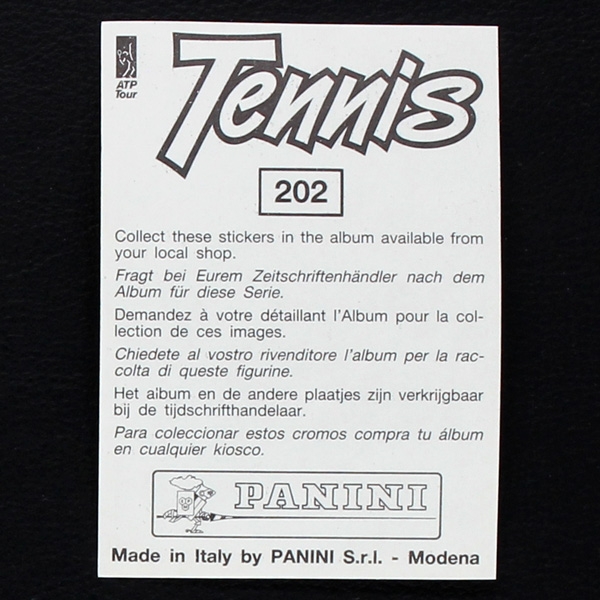 ATP
Tour
Tennis
202
Collect these stickers in the album available from
your local shop.
Fragt bei Eurem Zeitschriftenhändler nach dem
Album für diese Serie.
Demandez à votre détaillant l'Album pour la col-
lection de ces images.
Chiedete al vostro rivenditore l'album per la rac-
colta di queste figurine.
Het album en de andere plaatjes zijn verkrijgbaar
bij de tijdschrifthandelaar.
Para coleccionar estos cromos compra tu álbum
en cualquier kiosco.
PANINI
Made in Italy by PANINI S.r.l. - Modena